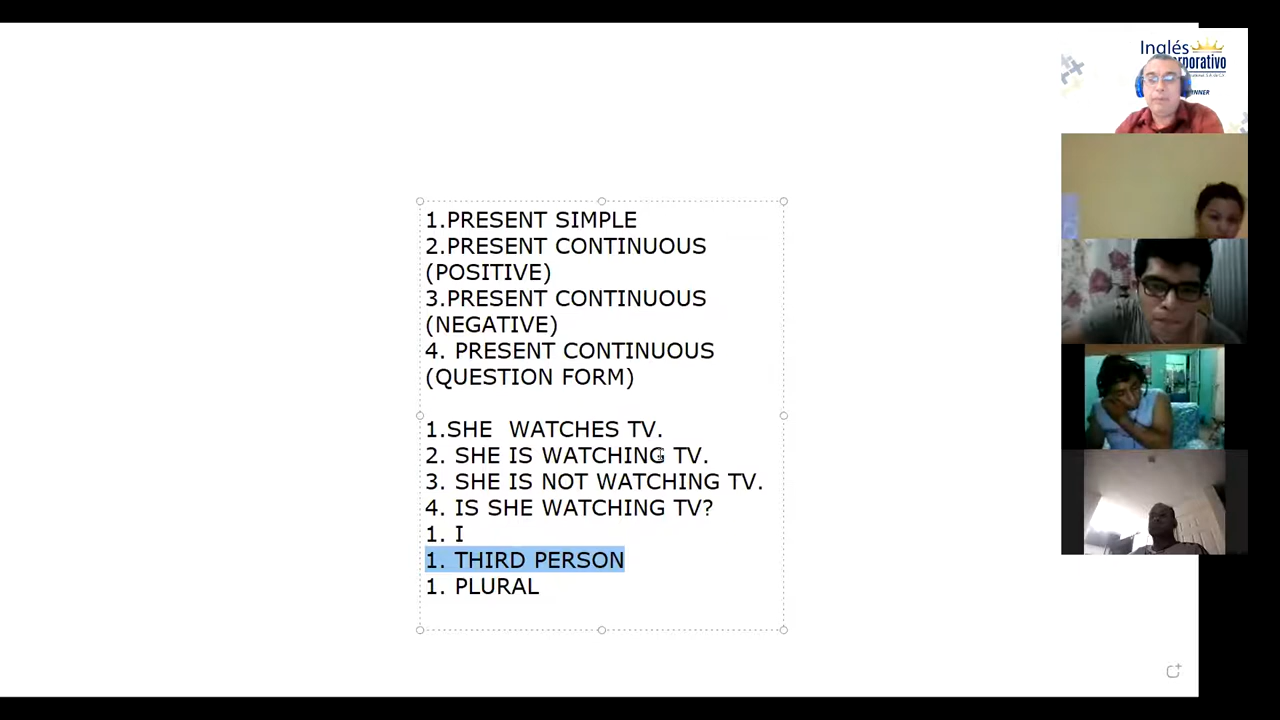 Inglés
orporativo
NNER
1.PRESENT SIMPLE
2.PRESENT CONTINUOUS
(POSITIVE)
3.PRESENT CONTINUOUS
(NEGATIVE)
4. PRESENT CONTINUOUS
(QUESTION FORM)
1.SHE  WATCHES TV.
2. SHE IS WATCHING TV.
3. SHE IS NOT WATCHING TV.
4. IS SHE WATCHING TV?
1. I
1. THIRD PERSON
1. PLURAL